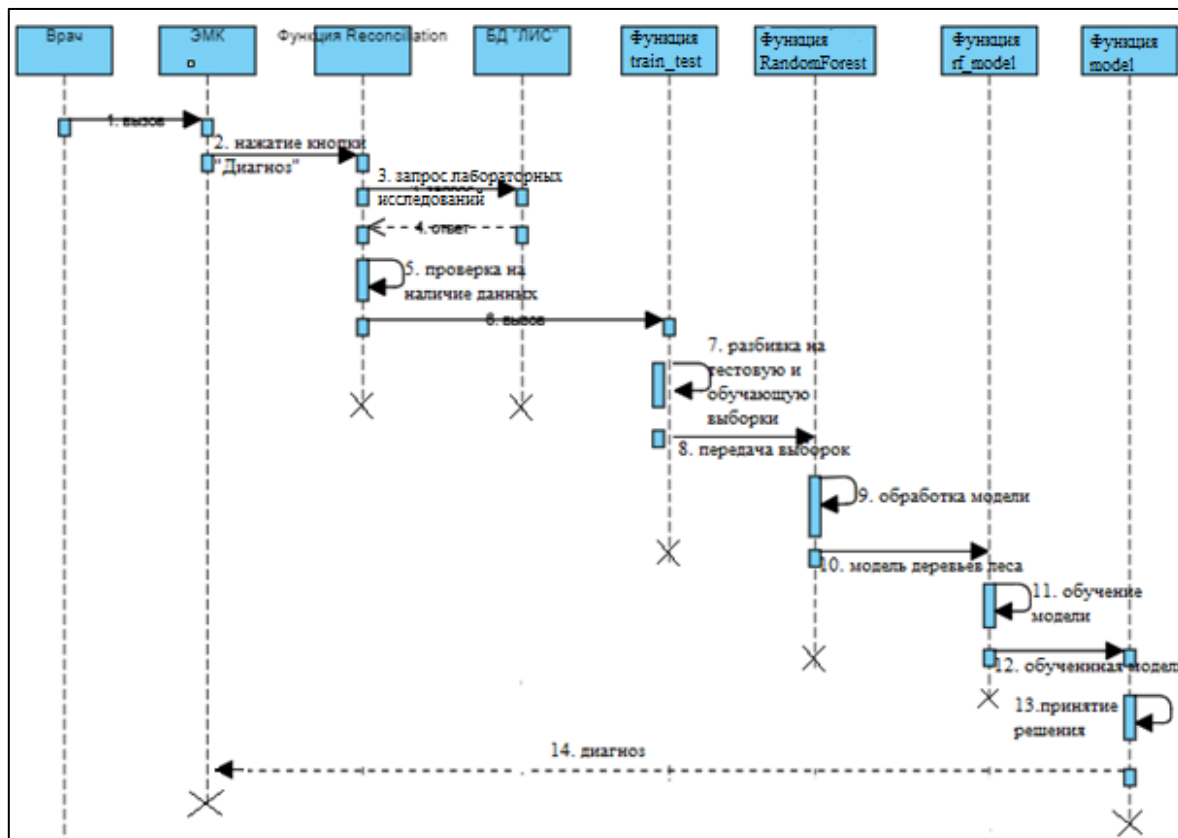 Врач
ЭМК
Функция Reconciliation
БД "ЛИС"
Функция
train_test
Функция
RandomForest
Функция
rf_model
Функция
model
1. вызов
2. нажатие кнопки
"Диагноз"
3. запрос лабораторных
исследований
4. ответ
5. проверка на
наличие данных
6. вызов
7. разбивка на
тестовую и
обучающую
выборки
8. передача выборок
9. обработка модели
10. модель деревьев леса
11. обучение
модели
12. обученнная модел
13.принятие
решения
14. диагноз